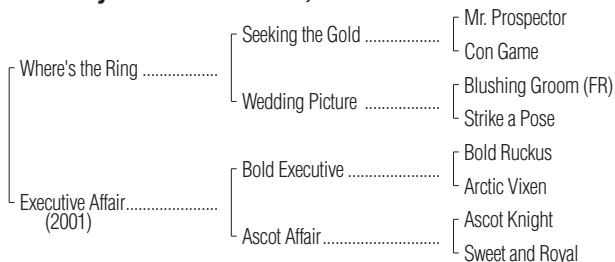 Mr. Prospector
Seeking the Gold ..................
Con Game
Where's the Ring ..................
Blushing Groom (FR)
Wedding Picture ..................
Strike a Pose
Bold Ruckus
Bold Executive ........................
Arctic Vixen
Executive Affair......................
(2001)
Ascot Knight
Ascot Affair............................
Sweet and Royal